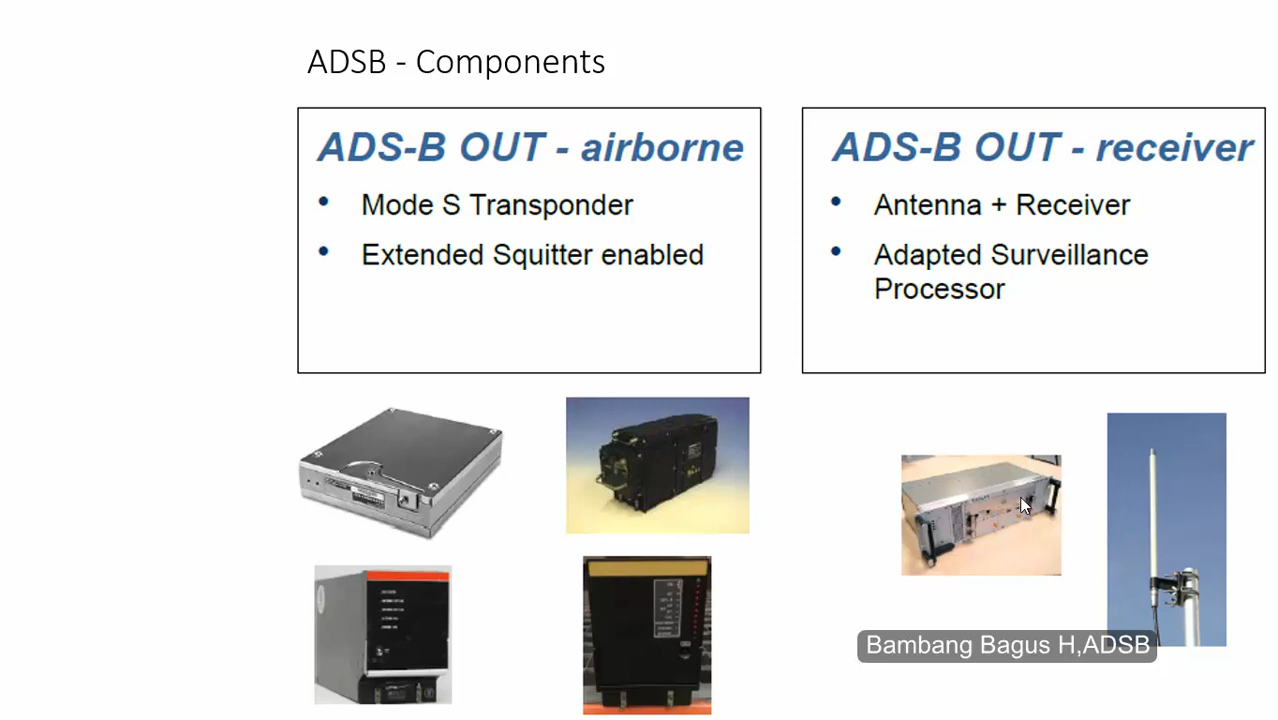 ADSB - Components
ADS-B OUT - airborne
• Mode S Transponder
• Extended Squitter enabled
ADS-B OUT - receiver
• Antenna + Receiver
• Adapted Surveillance
Processor
Bambang Bagus H,ADSB